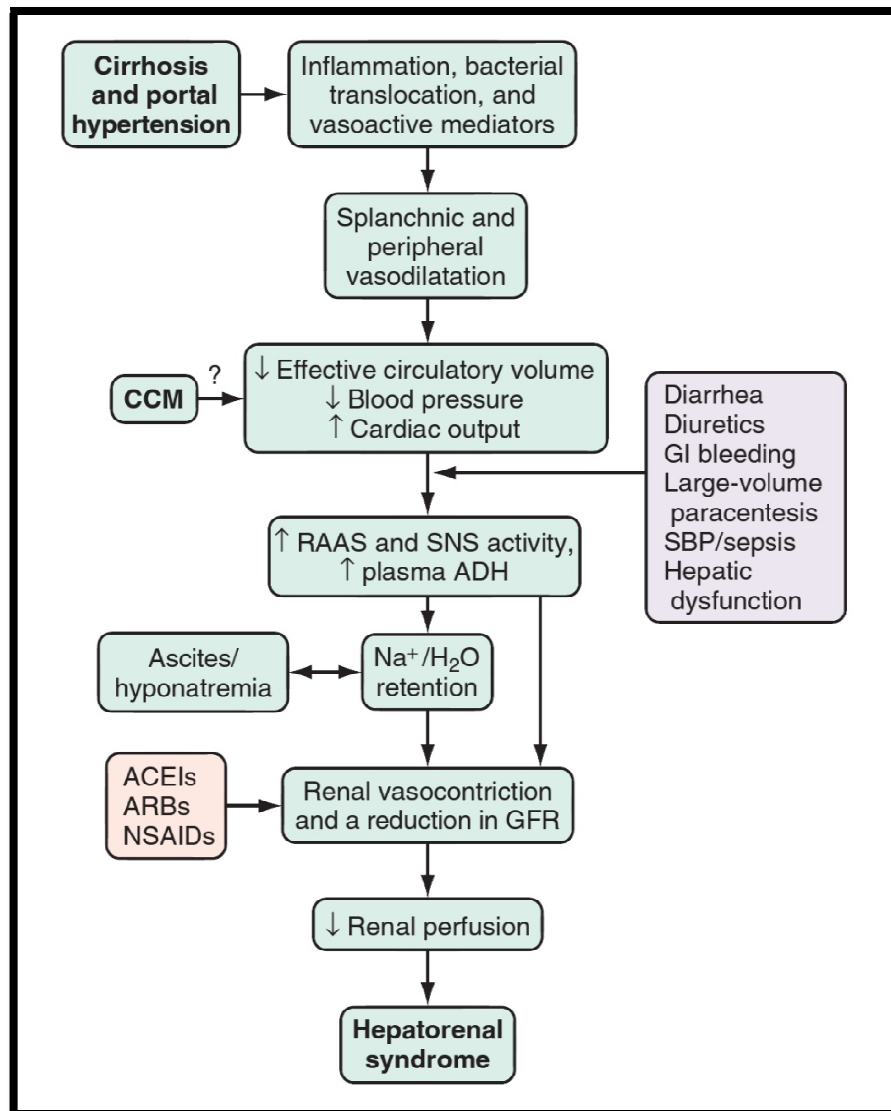 Cirrhosis
and portal
hypertension
Inflammation, bacterial
translocation, and
vasoactive mediators
Splanchnic and
peripheral
vasodilatation
?
CCM
↓ Effective circulatory volume
↓ Blood pressure
↑ Cardiac output
Diarrhea
Diuretics
GI bleeding
Large-volume
paracentesis
SBP/sepsis
Hepatic
dysfunction
↑ RAAS and SNS activity,
↑ plasma ADH
Ascites/
hyponatremia
Na⁺/H₂O
retention
ACEIs
ARBs
NSAIDs
Renal vasocontriction
and a reduction in GFR
↓ Renal perfusion
Hepatorenal
syndrome